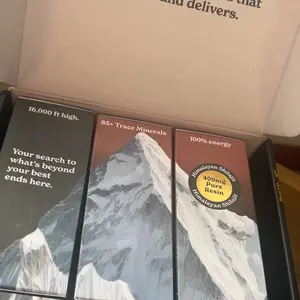 that
and delivers.
16,000 ft high.
85+ Trace Minerals
100% energy
Your search to
what's beyond
your best
ends here.
Himalayan Shilajit
400mg
Pure
Resin
Himalayan Shilajit